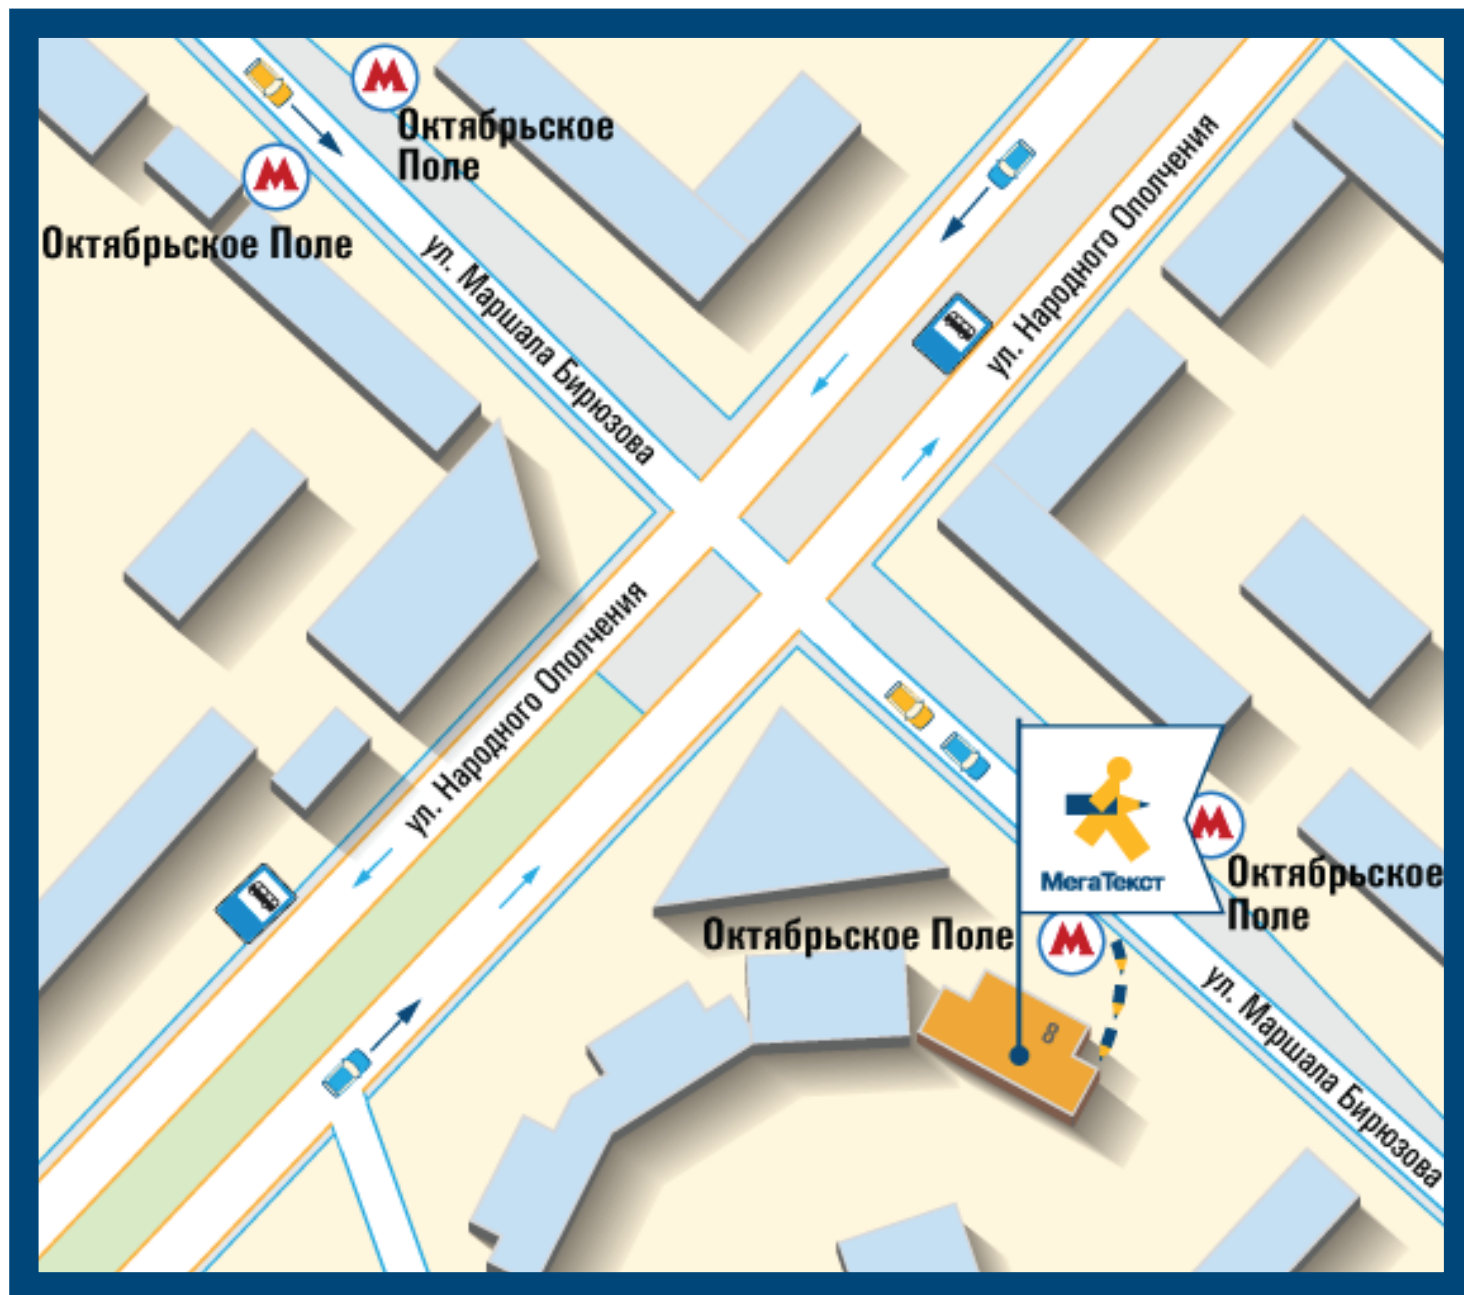 Октябрьское
Поле
Октябрьское Поле
ул. Маршала Бирюзова
ул. Народного Ополчения
ул. Народного Ополчения
МегаТекст
Октябрьское
Поле
Октябрьское Поле
8
ул. Маршала Бирюзова